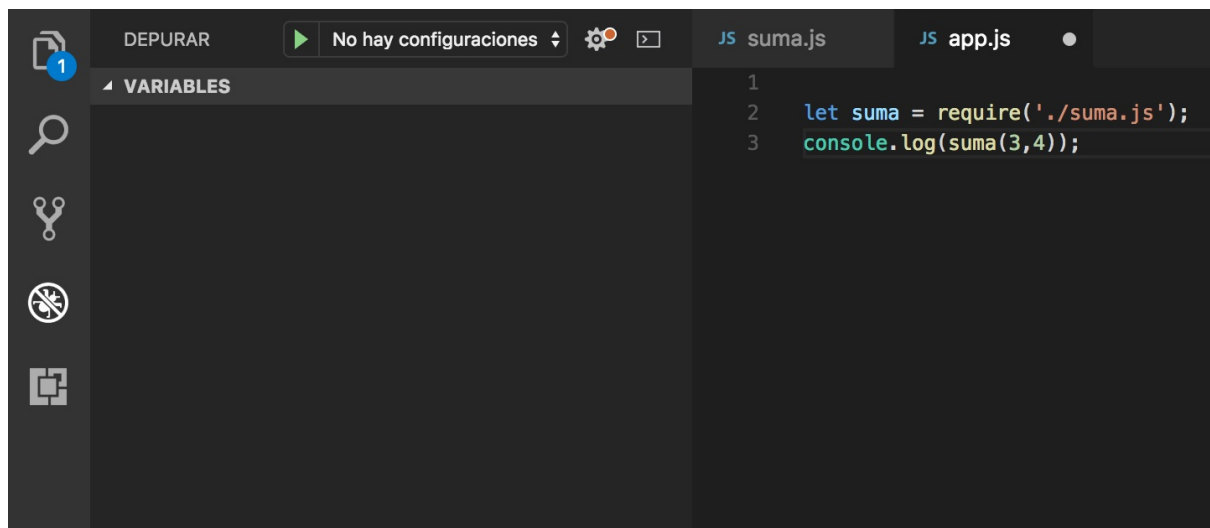 DEPURAR
No hay configuraciones
1
VARIABLES
JS suma.js
JS app.js
1
2 let suma = require('./suma.js');
3 console.log(suma(3,4));